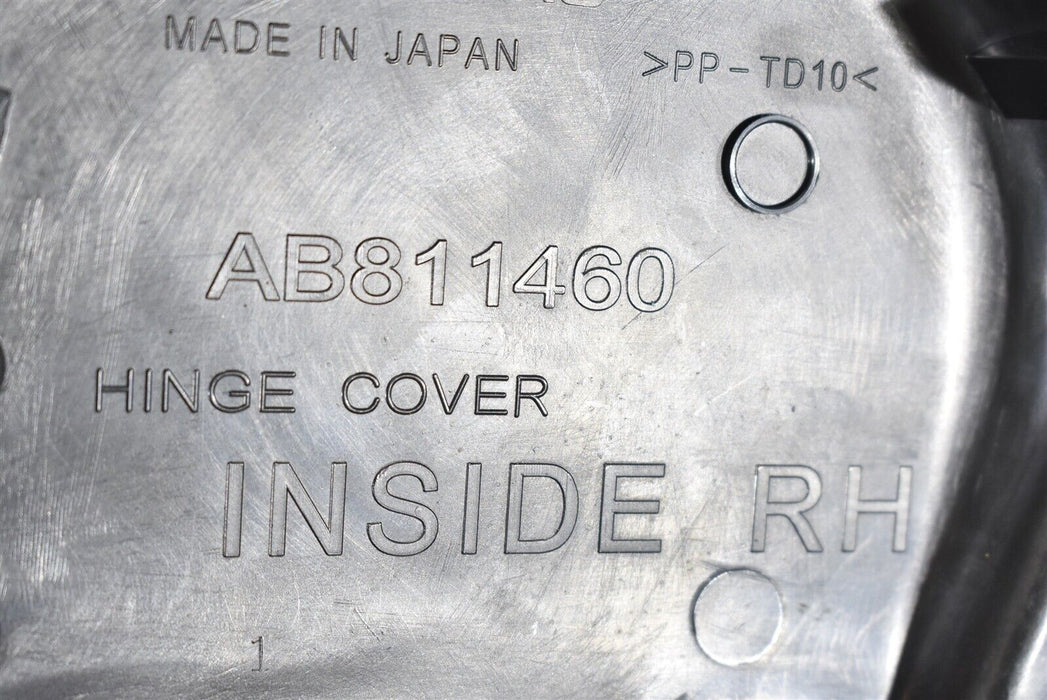 MADE IN JAPAN
>PP-TD10<
AB811460
HINGE COVER
INSIDE RH
1